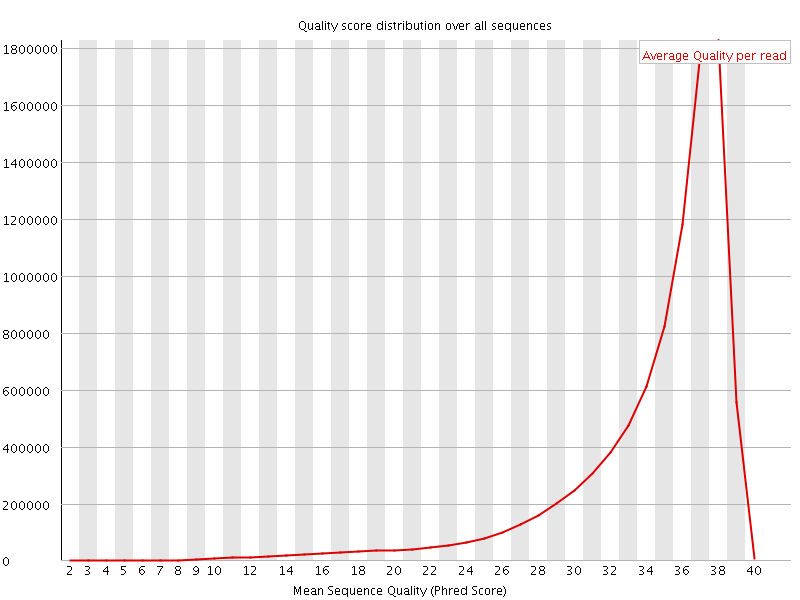 Quality score distribution over all sequences
Average Quality per read
1800000
1600000
1400000
1200000
1000000
800000
600000
400000
200000
0
2 3 4 5 6 7 8 9 10 12 14 16 18 20 22 24 26 28 30 32 34 36 38 40
Mean Sequence Quality (Phred Score)